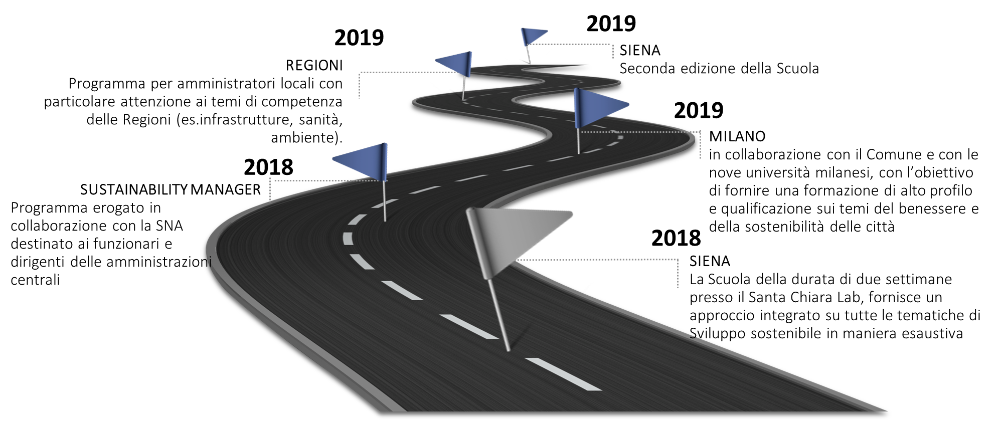 2019
SIENA
Seconda edizione della Scuola
2019
REGIONI
Programma per amministratori locali con
particolare attenzione ai temi di competenza
delle Regioni (es.infrastrutture, sanità,
ambiente).
2019
MILANO
in collaborazione con il Comune e con le
nove università milanesi, con l’obiettivo
di fornire una formazione di alto profilo
e qualificazione sui temi del benessere e
della sostenibilità delle città
2018
SUSTAINABILITY MANAGER
Programma erogato in
collaborazione con la SNA
destinato ai funzionari e
dirigenti delle amministrazioni
centrali
2018
SIENA
La Scuola della durata di due settimane
presso il Santa Chiara Lab, fornisce un
approccio integrato su tutte le tematiche di
Sviluppo sostenibile in maniera esaustiva